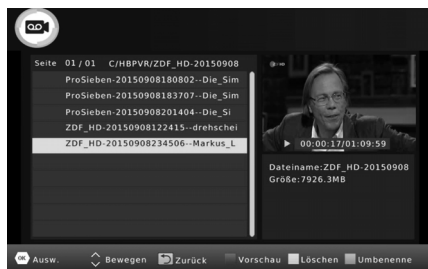 Seite 01/01 C/HBPVR/ZDF_HD-20150908
ProSieben-20150908180802--Die_Sim
ProSieben-20150908183707--Die_Sim
ProSieben-20150908201404--Die_Si
ZDF_HD-20150908122415--drehschei
ZDF_HD-20150908234506--Markus_L
00:00:17/01:09:59
Dateiname:ZDF_HD-20150908
Größe:7926.3MB
OK Ausw. Bewegen Zurück Vorschau Löschen Umbenenne